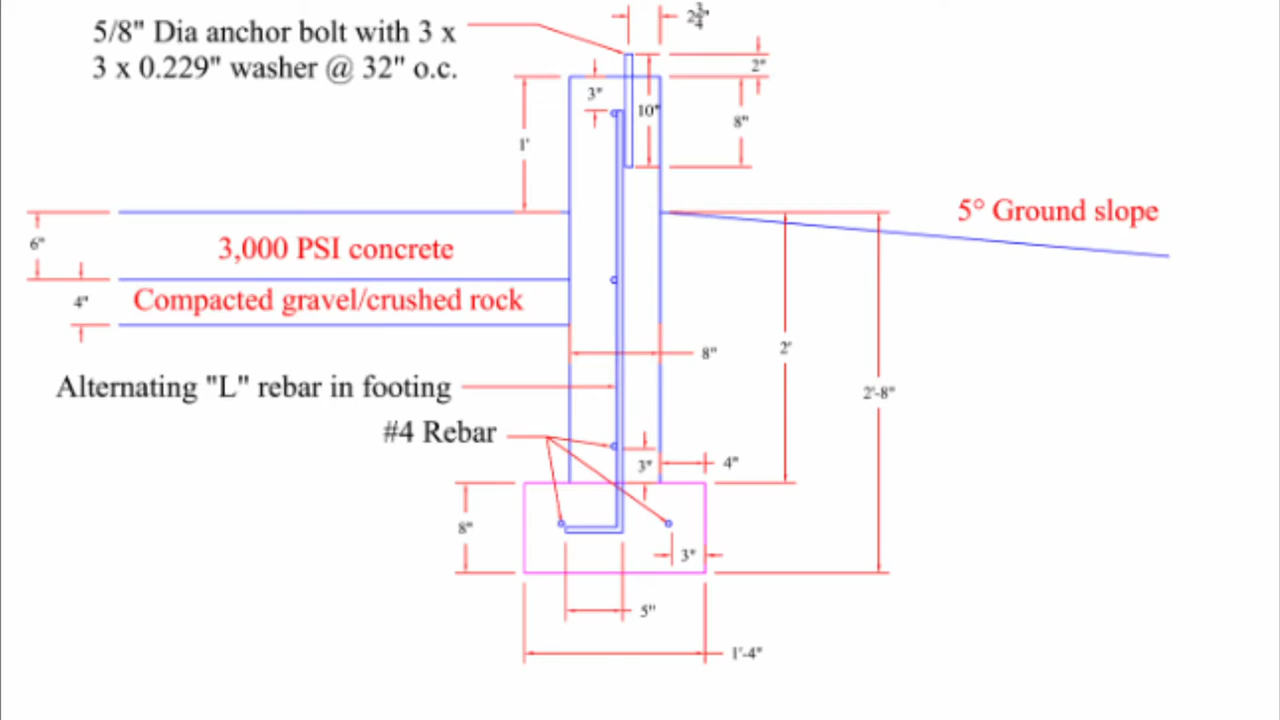 2 3/4"
5/8" Dia anchor bolt with 3 x
3 x 0.229" washer @ 32" o.c.
2"
3"
10"
8"
1'
5° Ground slope
6"
3,000 PSI concrete
4"
Compacted gravel/crushed rock
8"
2'
Alternating "L" rebar in footing
2'-8"
#4 Rebar
3"
4"
8"
3"
5"
1'-4"